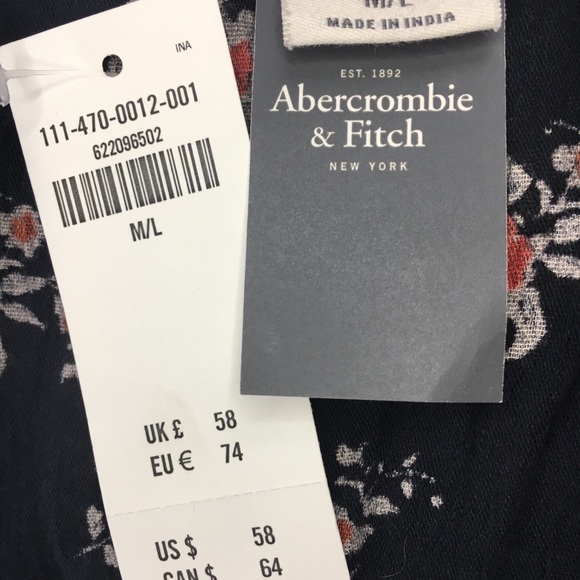 INA
111-470-0012-001
622096502
M/L
UK £ 58
EU € 74
US $ 58
CAN $ 64
M/L
MADE IN INDIA
EST. 1892
Abercrombie
& Fitch
NEW YORK